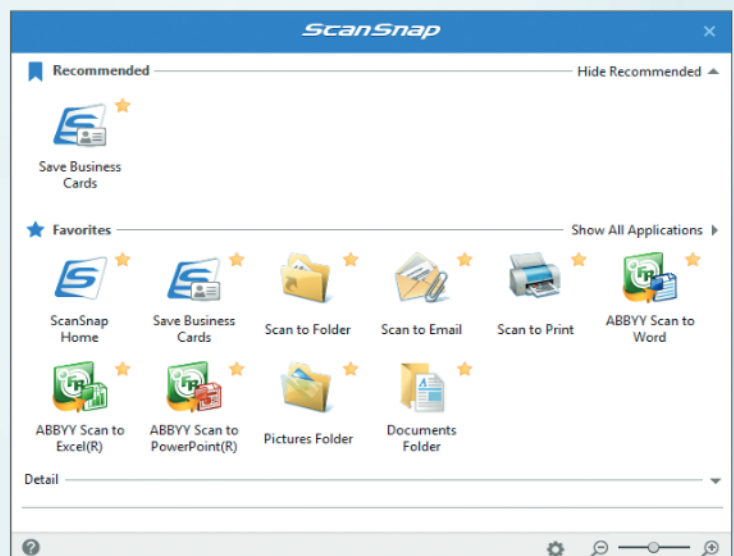 ScanSnap
Recommended
Hide Recommended
Save Business
Cards
Favorites
Show All Applications
ScanSnap
Home
Save Business
Cards
Scan to Folder
Scan to Email
Scan to Print
ABBYY Scan to
Word
ABBYY Scan to
Excel(R)
ABBYY Scan to
PowerPoint(R)
Pictures Folder
Documents
Folder
Detail